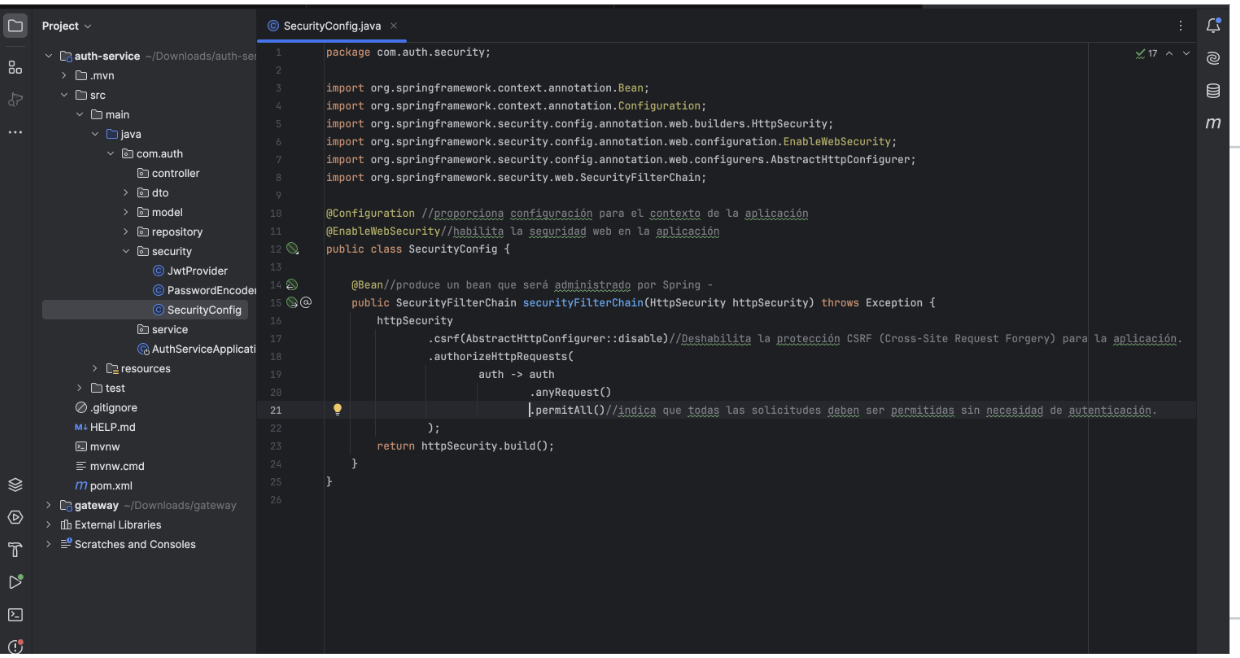 Project
SecurityConfig.java
auth-service ~/Downloads/auth-ser
.mvn
src
main
java
com.auth
controller
dto
model
repository
security
JwtProvider
PasswordEncoder
SecurityConfig
service
AuthServiceApplicati
resources
test
.gitignore
HELP.md
mvnw
mvnw.cmd
pom.xml
gateway ~/Downloads/gateway
External Libraries
Scratches and Consoles
17
1 package com.auth.security;
2
3 import org.springframework.context.annotation.Bean;
4 import org.springframework.context.annotation.Configuration;
5 import org.springframework.security.config.annotation.web.builders.HttpSecurity;
6 import org.springframework.security.config.annotation.web.configuration.EnableWebSecurity;
7 import org.springframework.security.config.annotation.web.configurers.AbstractHttpConfigurer;
8 import org.springframework.security.web.SecurityFilterChain;
9
10 @Configuration //proporciona configuración para el contexto de la aplicación
11 @EnableWebSecurity//habilita la seguridad web en la aplicación
12 public class SecurityConfig {
13
14 @Bean//produce un bean que será administrado por Spring -
15 public SecurityFilterChain securityFilterChain(HttpSecurity httpSecurity) throws Exception {
16 httpSecurity
17 .csrf(AbstractHttpConfigurer::disable)//Deshabilita la protección CSRF (Cross-Site Request Forgery) para la aplicación.
18 .authorizeHttpRequests(
19 auth -> auth
20 .anyRequest()
21 .permitAll()//indica que todas las solicitudes deben ser permitidas sin necesidad de autenticación.
22 );
23 return httpSecurity.build();
24 }
25 }
26